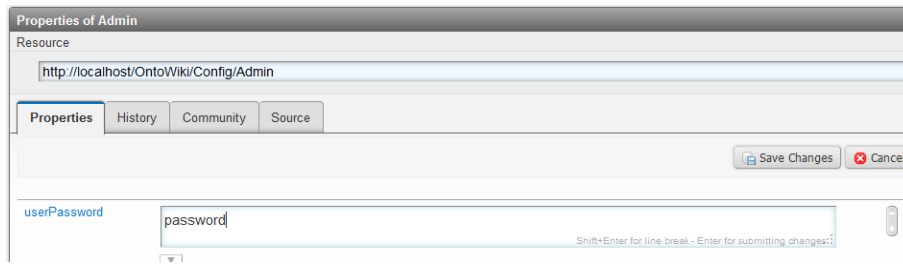 Properties of Admin
Resource
http://localhost/OntoWiki/Config/Admin
Properties History Community Source
Save Changes Cancel
userPassword
password
Shift+Enter for line break - Enter for submitting changes